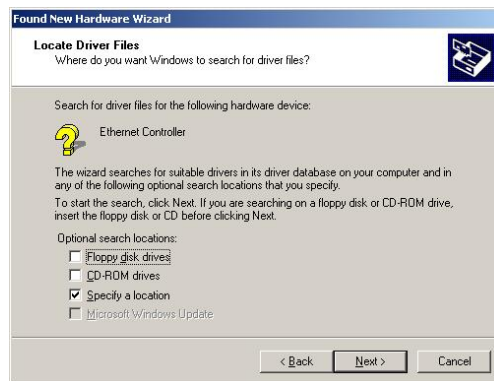 Found New Hardware Wizard
Locate Driver Files
Where do you want Windows to search for driver files?
Search for driver files for the following hardware device:
Ethernet Controller
The wizard searches for suitable drivers in its driver database on your computer and in
any of the following optional search locations that you specify.
To start the search, click Next. If you are searching on a floppy disk or CD-ROM drive,
insert the floppy disk or CD before clicking Next.
Optional search locations:
Floppy disk drives
CD-ROM drives
Specify a location
Microsoft Windows Update
< Back Next > Cancel